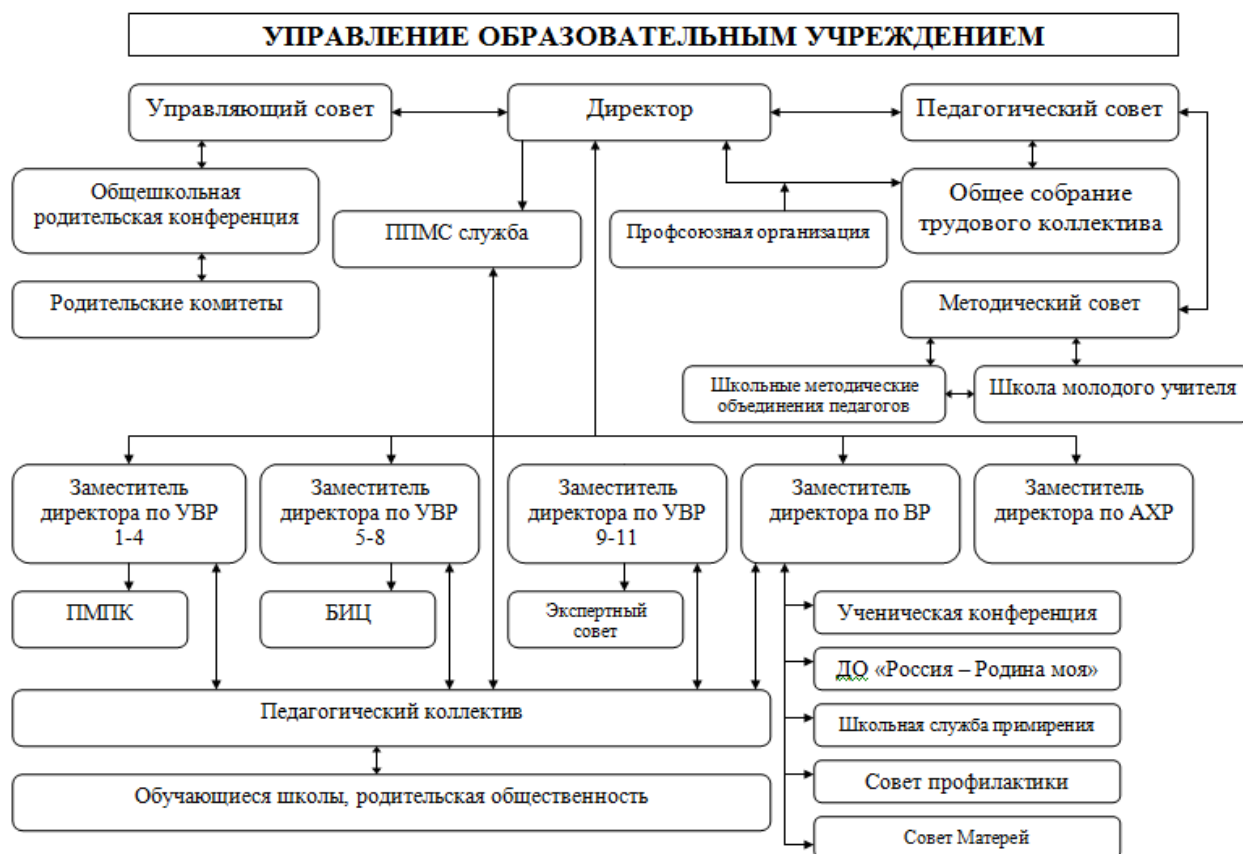 УПРАВЛЕНИЕ ОБРАЗОВАТЕЛЬНЫМ УЧРЕЖДЕНИЕМ
Управляющий совет
Директор
Педагогический совет
Общешкольная
родительская конференция
ППМС служба
Профсоюзная организация
Общее собрание
трудового коллектива
Родительские комитеты
Методический совет
Школьные методические
объединения педагогов
Школа молодого учителя
Заместитель
директора по УВР
1-4
Заместитель
директора по УВР
5-8
Заместитель
директора по УВР
9-11
Заместитель
директора по ВР
Заместитель
директора по АХР
ПМПК
БИЦ
Экспертный
совет
Ученическая конференция
ДО «Россия – Родина моя»
Школьная служба примирения
Совет профилактики
Совет Матерей
Педагогический коллектив
Обучающиеся школы, родительская общественность